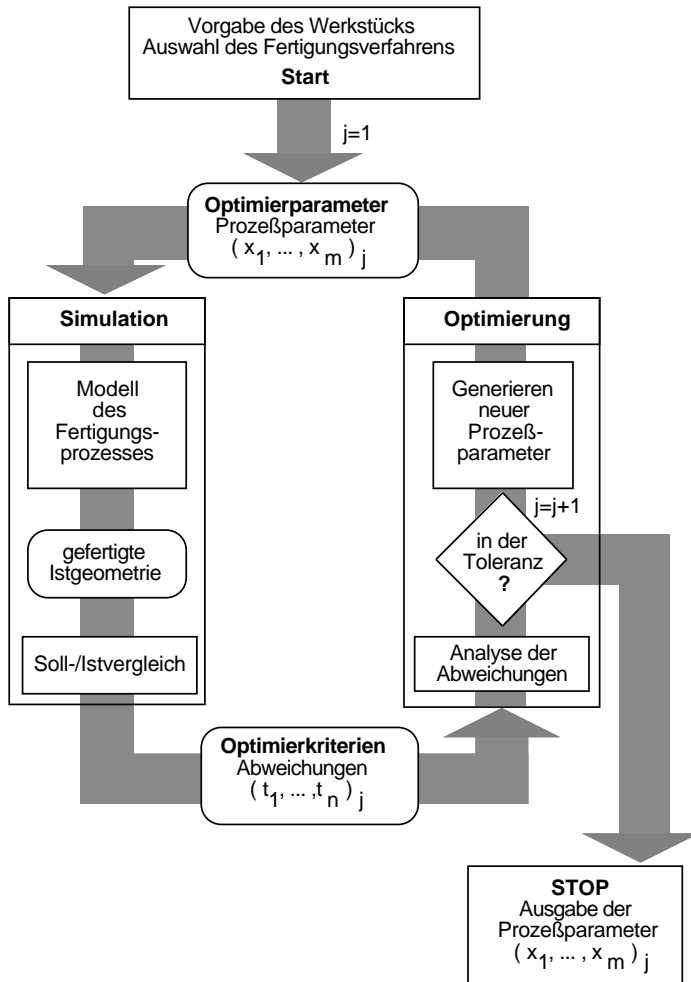 Vorgabe des Werkstücks
Auswahl des Fertigungsverfahrens
Start
j=1
Optimierparameter
Prozeßparameter
( x1, ... , xm ) j
Simulation
Modell
des
Fertigungs-
prozesses
gefertigte
Istgeometrie
Soll-/Istvergleich
Optimierkriterien
Abweichungen
( t1, ... ,tn ) j
Optimierung
Generieren
neuer
Prozeß-
parameter
j=j+1
in der
Toleranz
?
Analyse der
Abweichungen
STOP
Ausgabe der
Prozeßparameter
( x1, ... , xm ) j